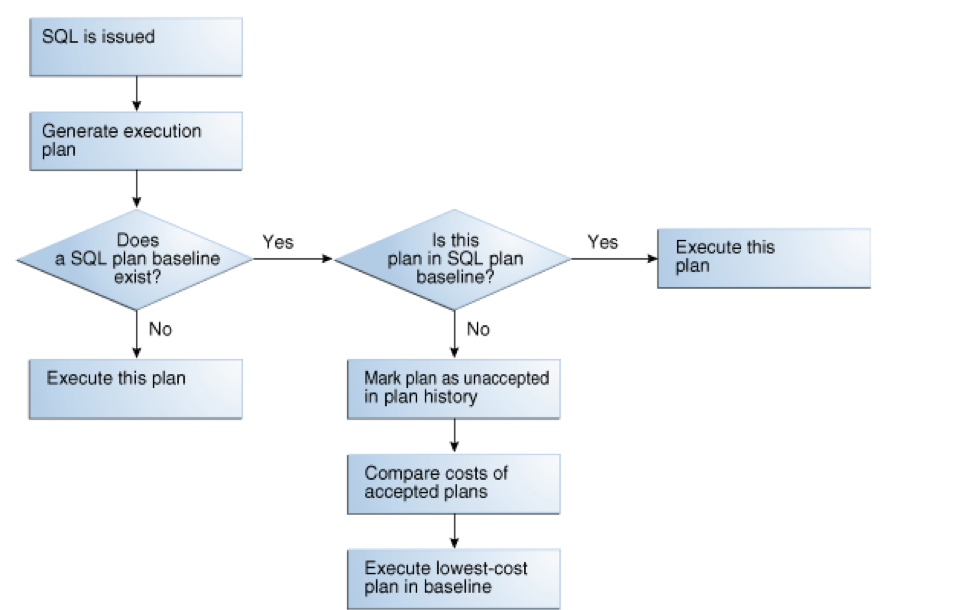 SQL is issued
Generate execution
plan
Does
a SQL plan baseline
exist?
Yes
Is this
plan in SQL plan
baseline?
Yes
Execute this
plan
No
No
Execute this plan
Mark plan as unaccepted
in plan history
Compare costs of
accepted plans
Execute lowest-cost
plan in baseline